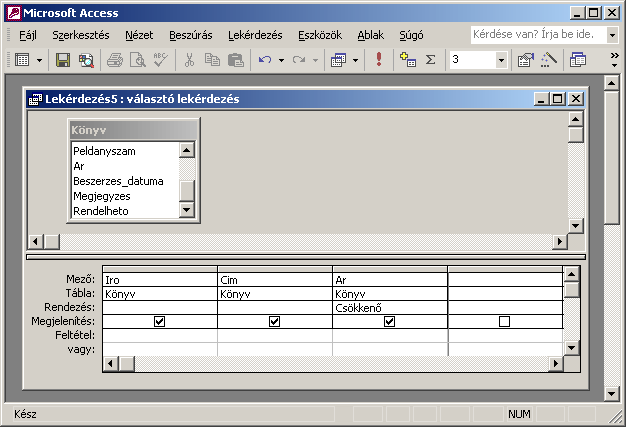 Microsoft Access
Fájl Szerkesztés Nézet Beszúrás Lekérdezés Eszközök Ablak Súgó Kérdése van? Írja be ide.
ABC Σ 3
Lekérdezés5 : választó lekérdezés
Könyv
Peldanyszam
Ar
Beszerzes_datuma
Megjegyzes
Rendelheto
Mező: Iro Cim Ar
Tábla: Könyv Könyv Könyv
Rendezés: Csökkenő
Megjelenítés:
Feltétel:
vagy:
Kész NUM